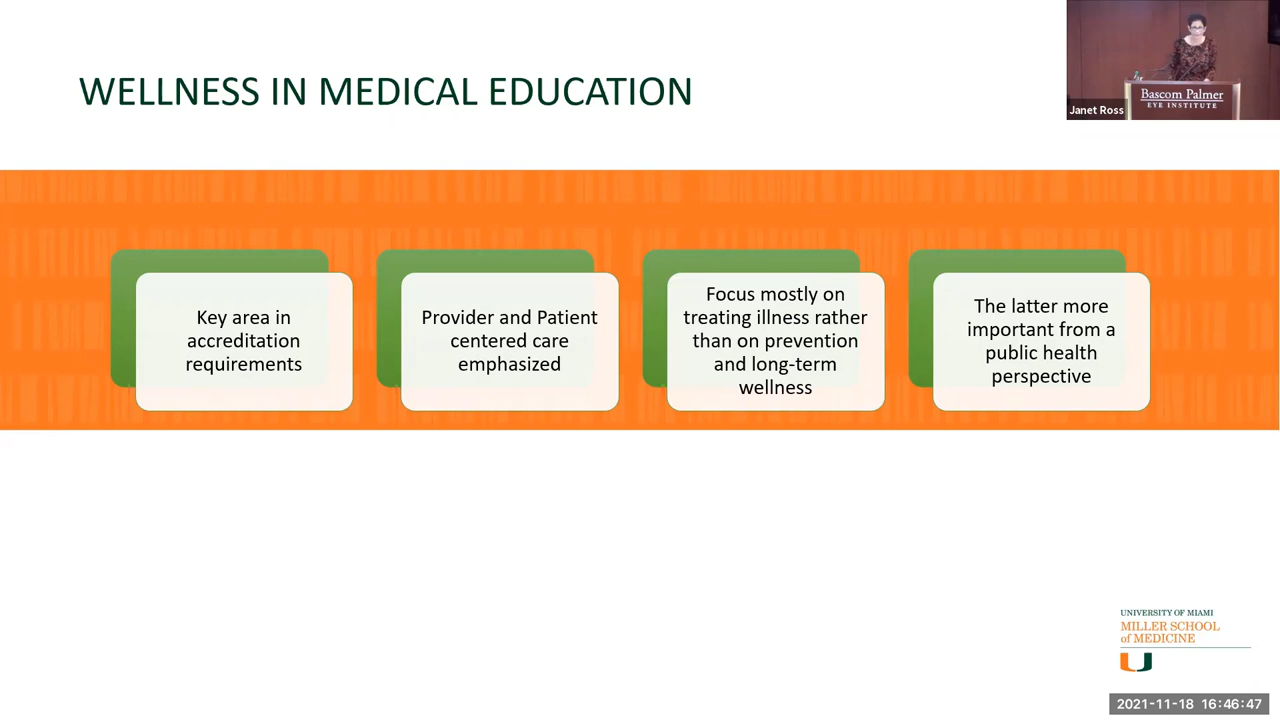 WELLNESS IN MEDICAL EDUCATION
Janet Ross
Bascom Palmer
EYE INSTITUTE
Key area in
accreditation
requirements
Provider and Patient
centered care
emphasized
Focus mostly on
treating illness rather
than on prevention
and long-term
wellness
The latter more
important from a
public health
perspective
UNIVERSITY OF MIAMI
MILLER SCHOOL
of MEDICINE
2021-11-18 16:46:47